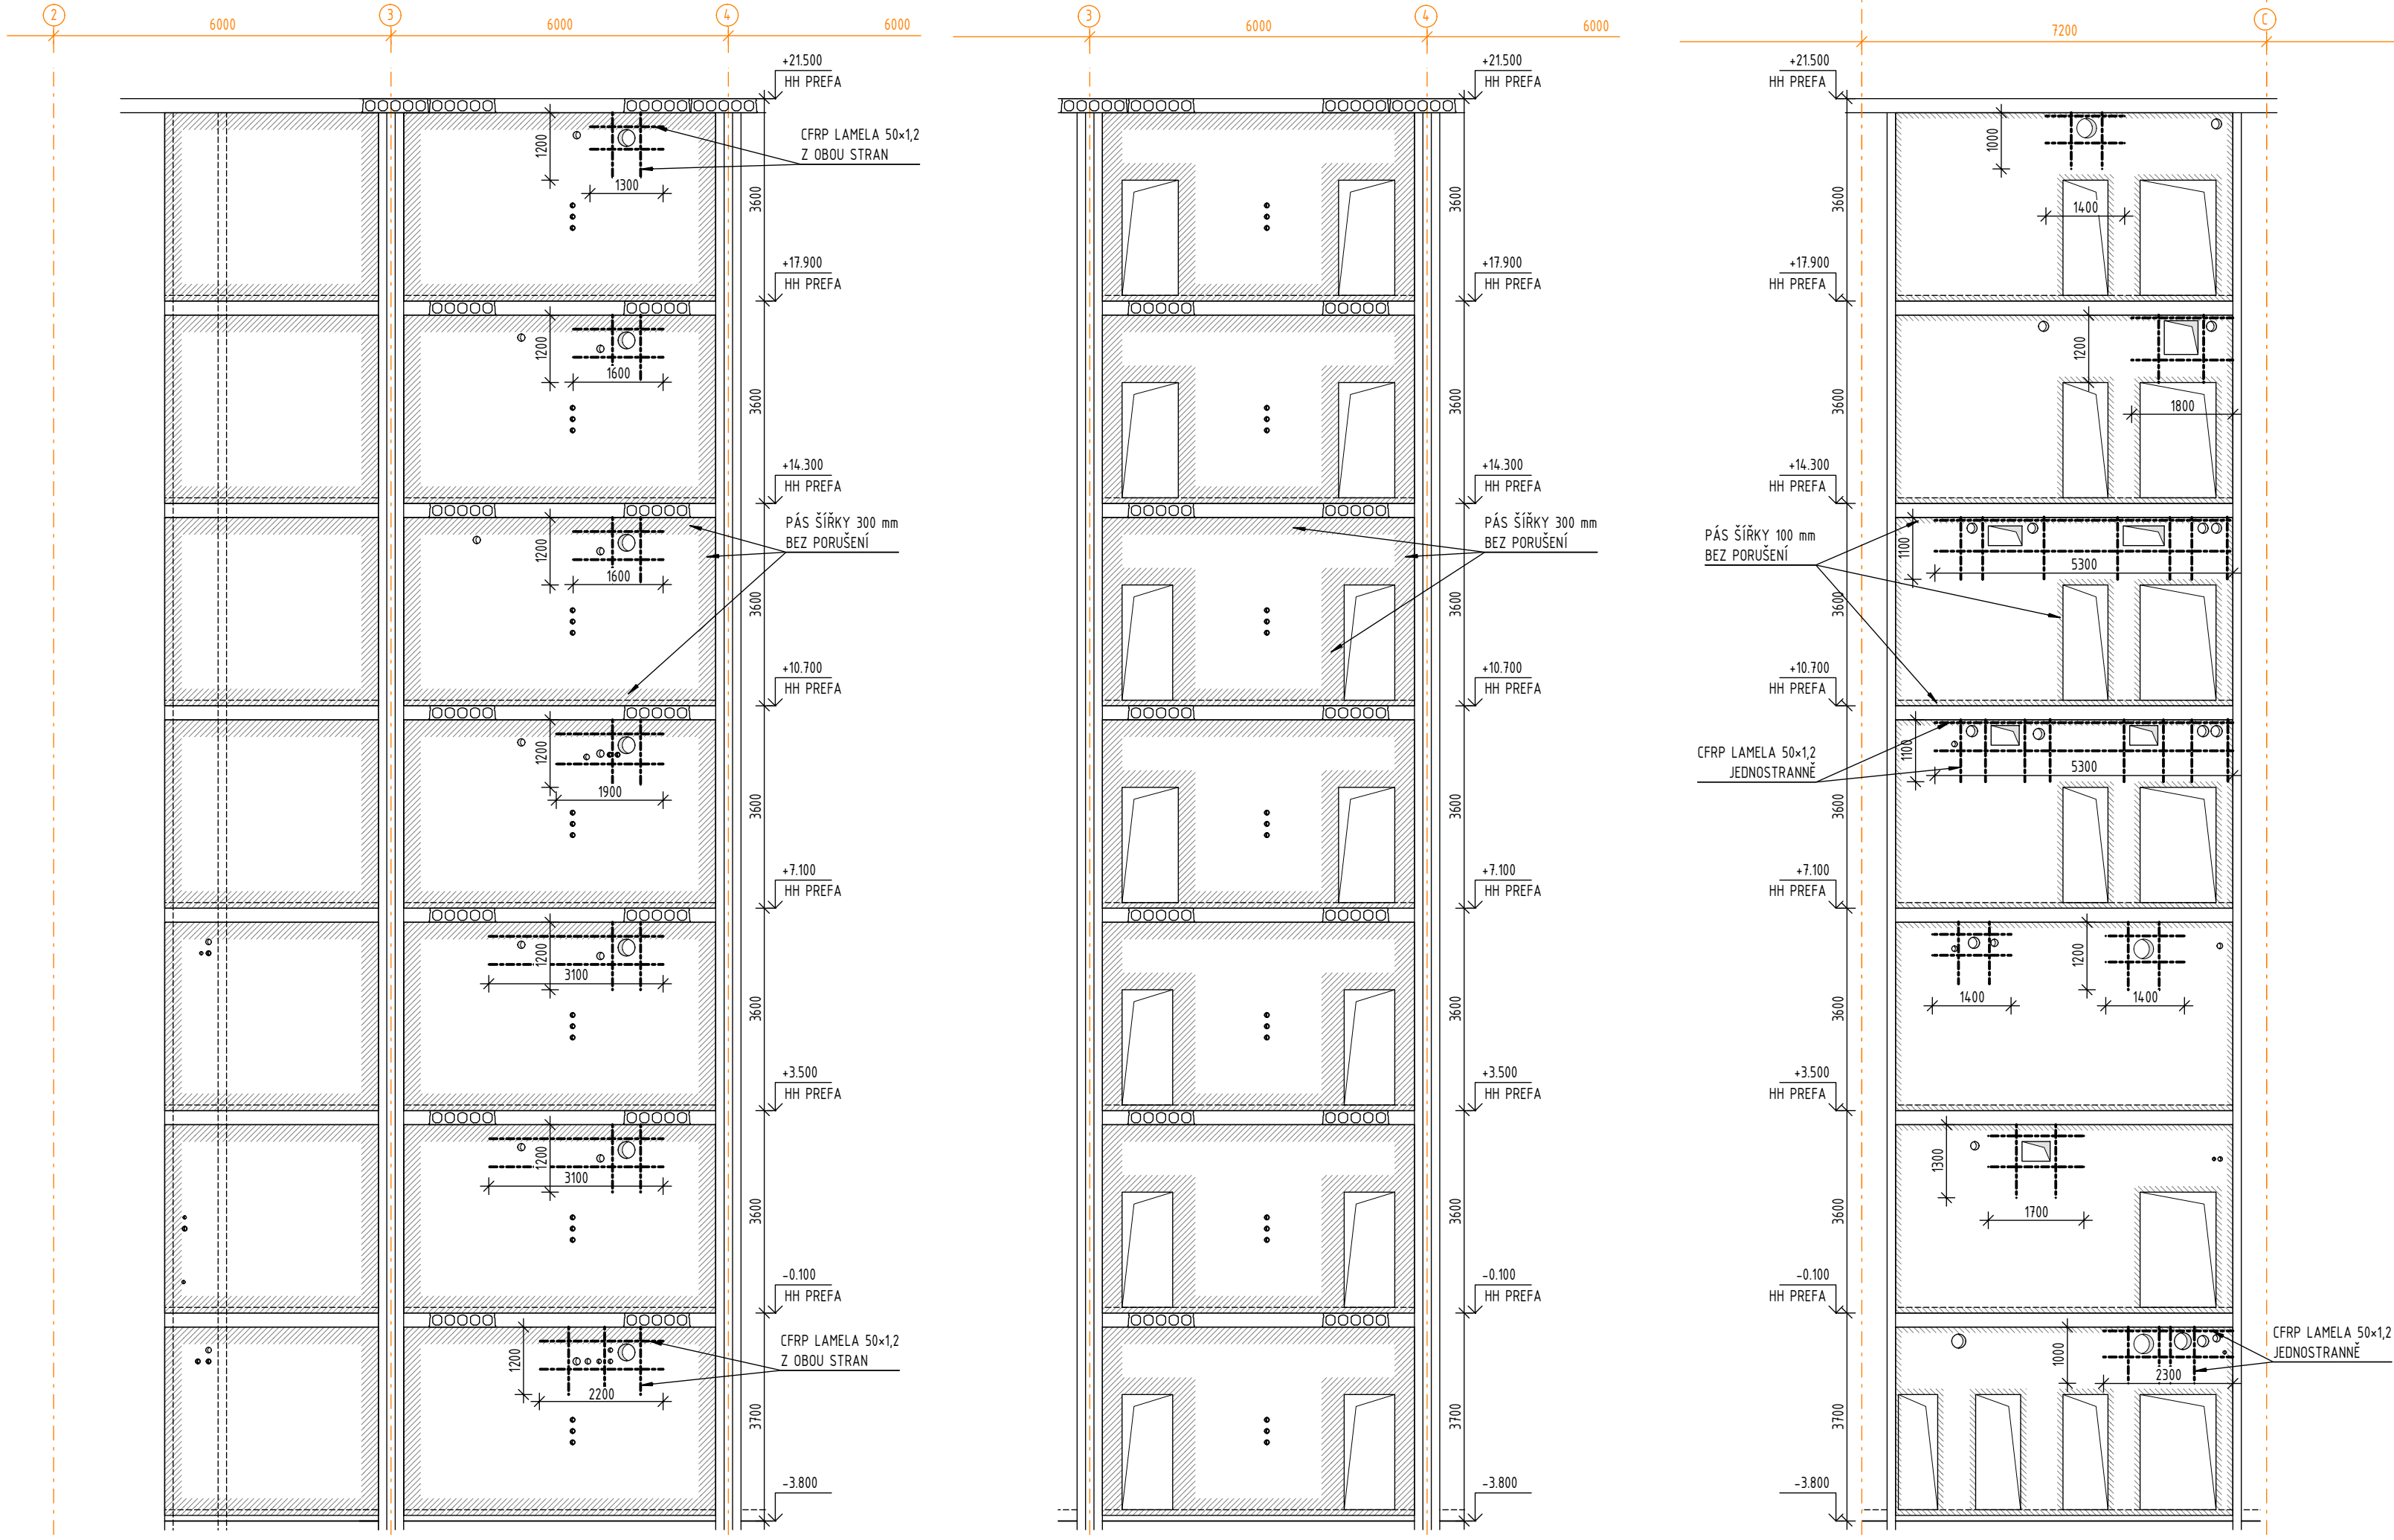 2
6000
3
6000
4
6000
+21.500
HH PREFA
CFRP LAMELA 50×1,2
Z OBOU STRAN
1200
1300
3600
+17.900
HH PREFA
1200
1600
3600
+14.300
HH PREFA
PÁS ŠÍŘKY 300 mm
BEZ PORUŠENÍ
1200
1600
3600
+10.700
HH PREFA
1200
1900
3600
+7.100
HH PREFA
1200
3100
3600
+3.500
HH PREFA
1200
3100
3600
-0.100
HH PREFA
CFRP LAMELA 50×1,2
Z OBOU STRAN
1200
2200
3700
-3.800
3
6000
4
6000
+21.500
HH PREFA
3600
+17.900
HH PREFA
3600
+14.300
HH PREFA
PÁS ŠÍŘKY 300 mm
BEZ PORUŠENÍ
3600
+10.700
HH PREFA
3600
+7.100
HH PREFA
3600
+3.500
HH PREFA
3600
-0.100
HH PREFA
3700
-3.800
7200
C
+21.500
HH PREFA
1000
1400
3600
+17.900
HH PREFA
1200
1800
3600
+14.300
HH PREFA
PÁS ŠÍŘKY 100 mm
BEZ PORUŠENÍ
1100
5300
3600
+10.700
HH PREFA
CFRP LAMELA 50×1,2
JEDNOSTRANNĚ
1100
5300
3600
+7.100
HH PREFA
1200
1400
1400
3600
+3.500
HH PREFA
1300
1700
3600
-0.100
HH PREFA
CFRP LAMELA 50×1,2
JEDNOSTRANNĚ
1000
2300
3700
-3.800